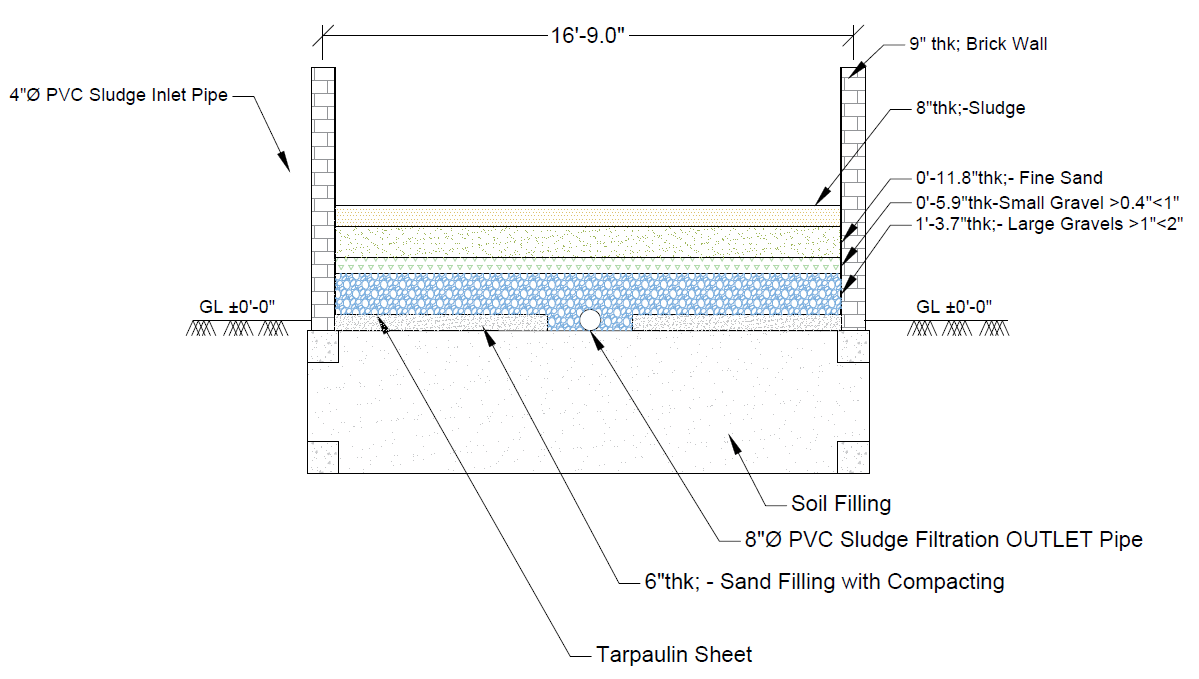 16'-9.0"
9" thk; Brick Wall
4"Ø PVC Sludge Inlet Pipe
8"thk;-Sludge
0'-11.8"thk;- Fine Sand
0'-5.9"thk-Small Gravel >0.4"<1"
1'-3.7"thk;- Large Gravels >1"<2"
GL ±0'-0"
GL ±0'-0"
Soil Filling
8"Ø PVC Sludge Filtration OUTLET Pipe
6"thk; - Sand Filling with Compacting
Tarpaulin Sheet